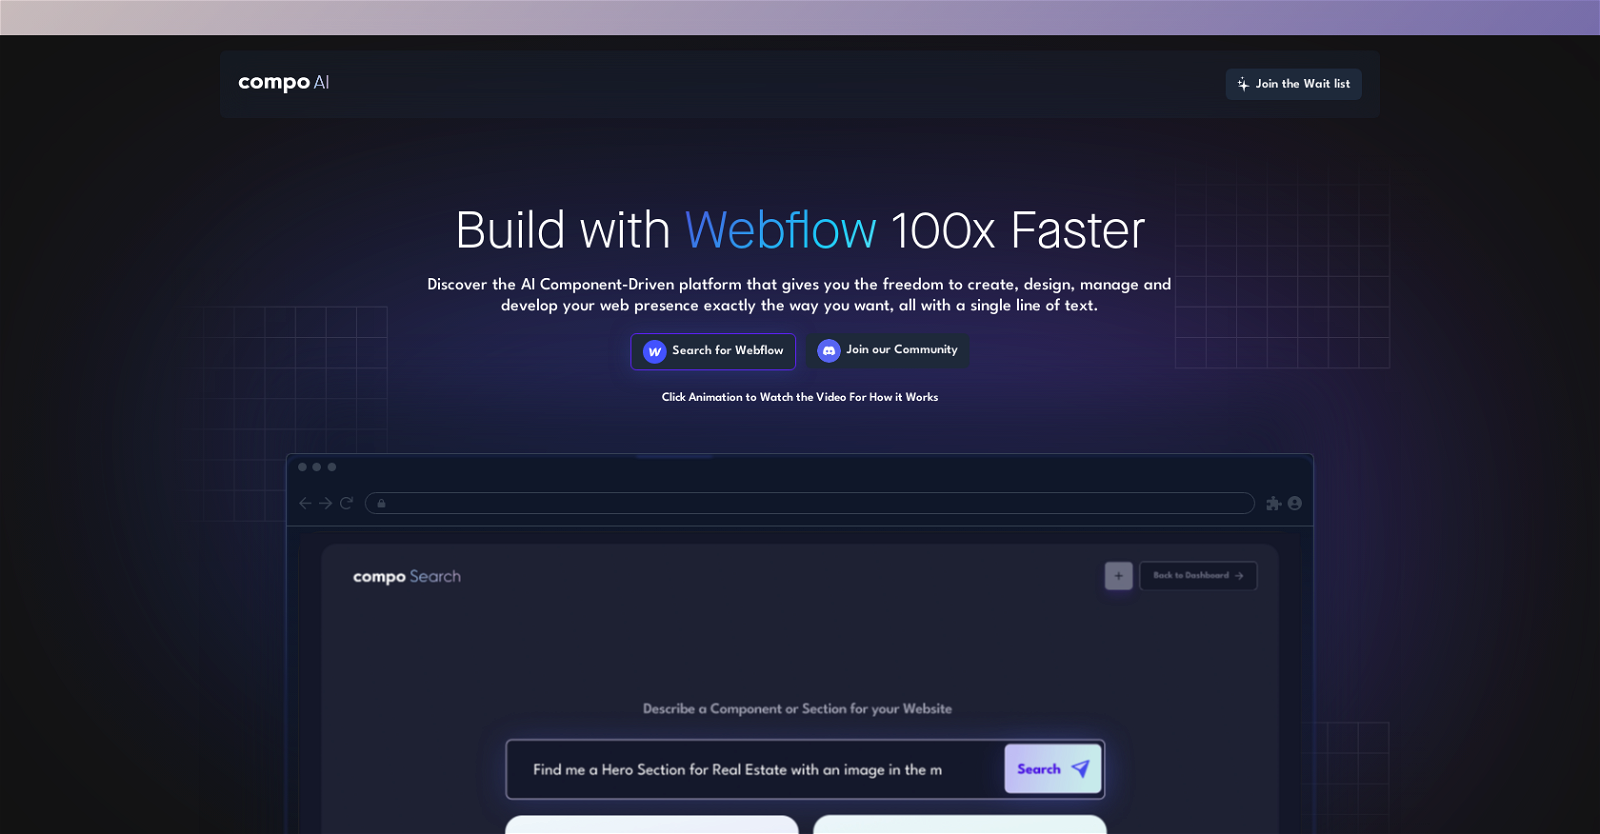 compo AI
Join the Wait list
Build with Webflow 100x Faster
Discover the AI Component-Driven platform that gives you the freedom to create, design, manage and
develop your web presence exactly the way you want, all with a single line of text.
Search for Webflow
Join our Community
Click Animation to Watch the Video For How it Works
compo Search
+
Back to Dashboard
Describe a Component or Section for your Website
Find me a Hero Section for Real Estate with an image in the m
Search